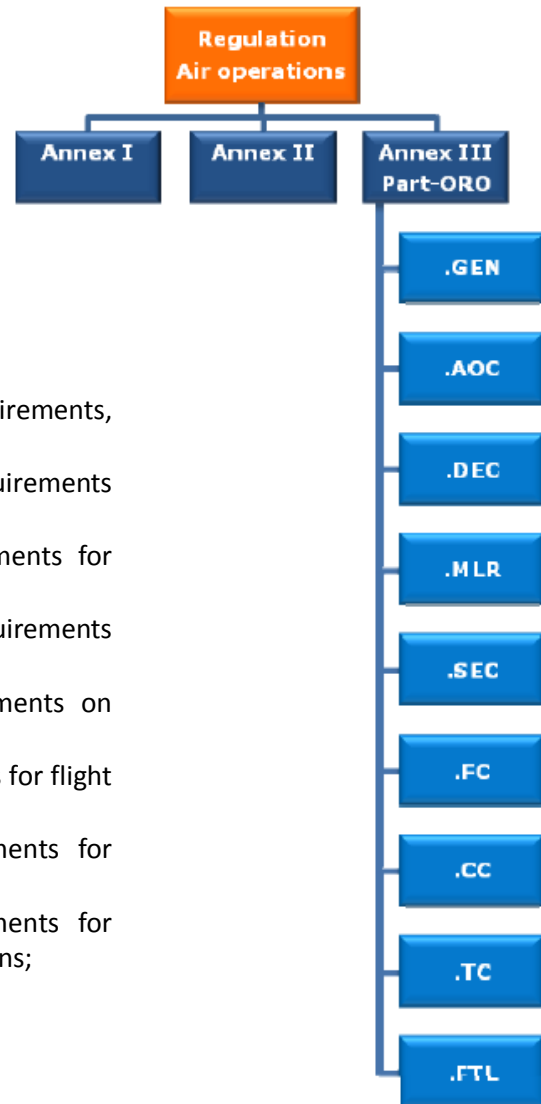 Regulation
Air operations
Annex I
Annex II
Annex III
Part-ORO
.GEN
.AOC
.DEC
.MLR
.SEC
.FC
.CC
.TC
.FTL
irements,
uirements
ments for
uirements
ments on
for flight
ments for
ments for
ns;